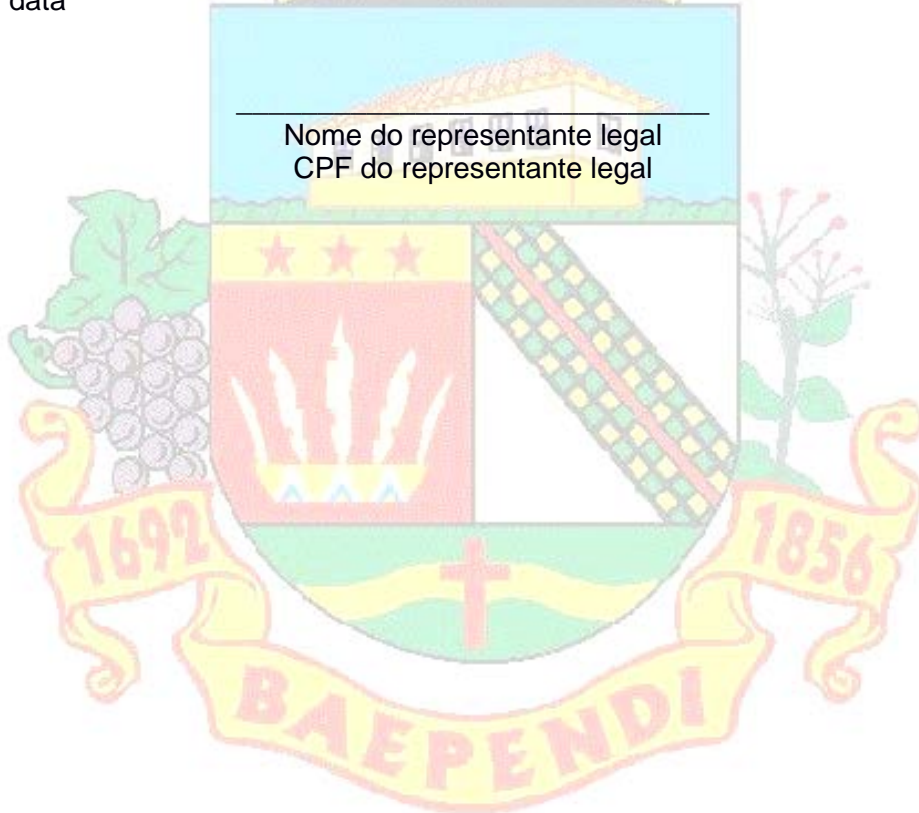 data
Nome do representante legal
CPF do representante legal
1692
1856
BAEPENDI